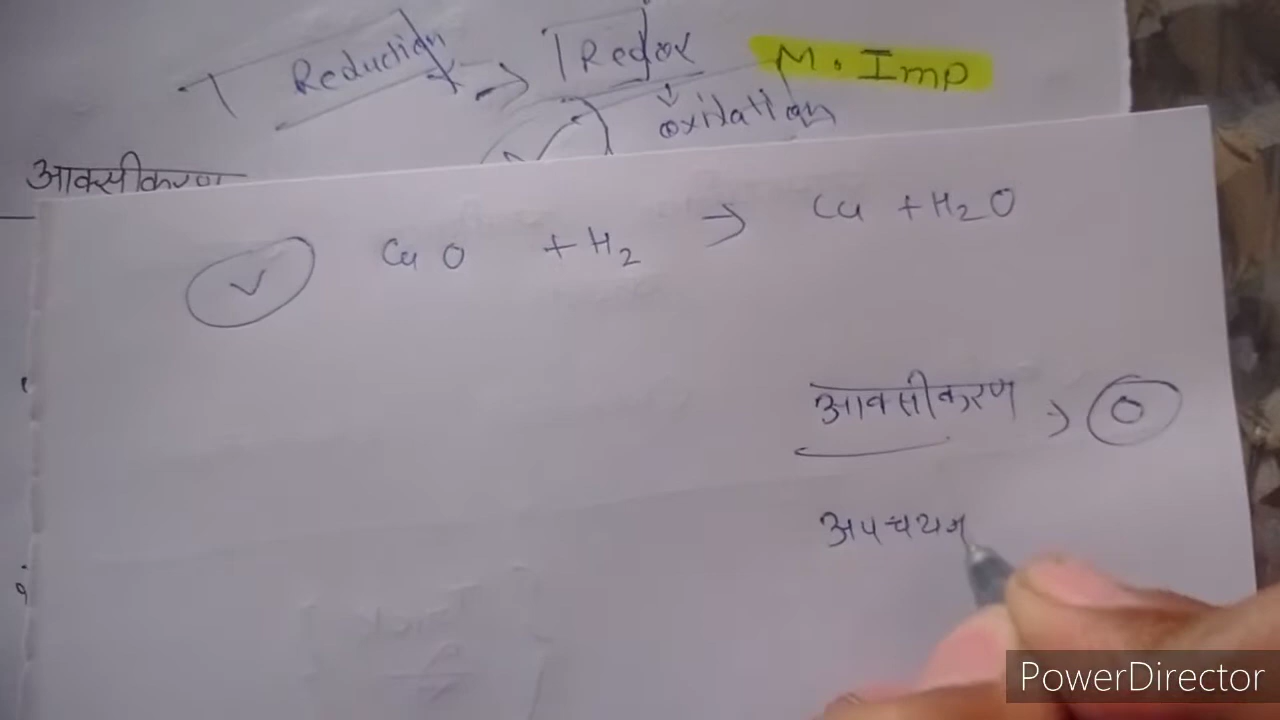 Reduction → Redox M. Imp
oxidation
आक्सीकरण
CuO + H₂ → Cu + H₂O
आक्सीकरण → O
अपचयन
PowerDirector